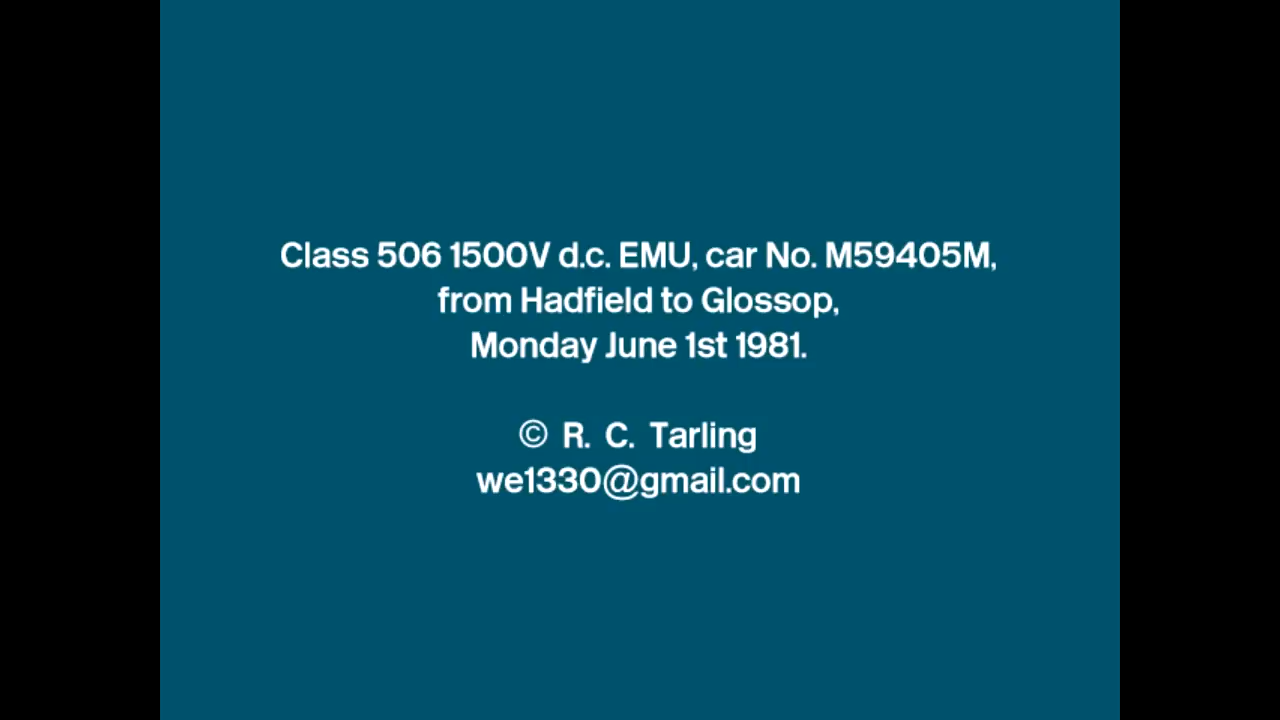 Class 506 1500V d.c. EMU, car No. M59405M,
from Hadfield to Glossop,
Monday June 1st 1981.
© R. C. Tarling
we1330@gmail.com